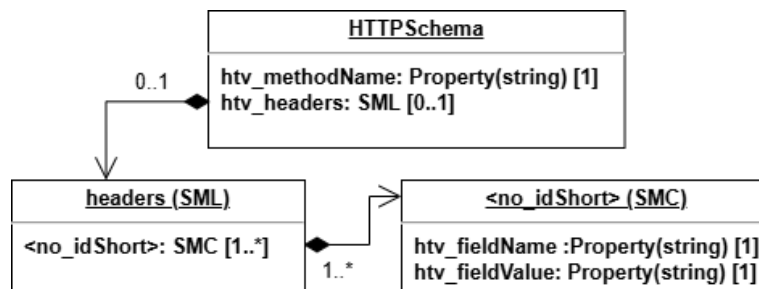 HTTPSchema
htv_methodName: Property(string) [1]
htv_headers: SML [0..1]
0..1
headers (SML)
<no_idShort>: SMC [1..*]
1..*
<no_idShort> (SMC)
htv_fieldName :Property(string) [1]
htv_fieldValue: Property(string) [1]